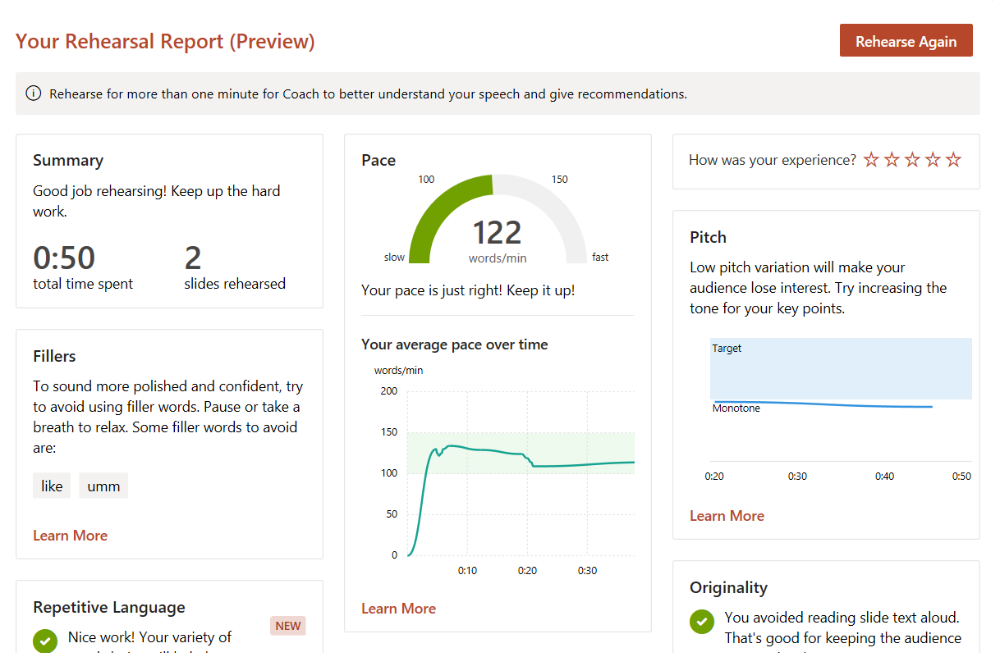 Your Rehearsal Report (Preview)
Rehearse Again
Rehearse for more than one minute for Coach to better understand your speech and give recommendations.
Summary
Good job rehearsing! Keep up the hard
work.
0:50
total time spent
2
slides rehearsed
Fillers
To sound more polished and confident, try
to avoid using filler words. Pause or take a
breath to relax. Some filler words to avoid
are:
like
umm
Learn More
Repetitive Language
NEW
Nice work! Your variety of
Pace
100
150
122
slow
words/min
fast
Your pace is just right! Keep it up!
Your average pace over time
words/min
200
150
100
50
0
0:10
0:20
0:30
Learn More
How was your experience?
Pitch
Low pitch variation will make your
audience lose interest. Try increasing the
tone for your key points.
Target
Monotone
0:20
0:30
0:40
0:50
Learn More
Originality
You avoided reading slide text aloud.
That's good for keeping the audience